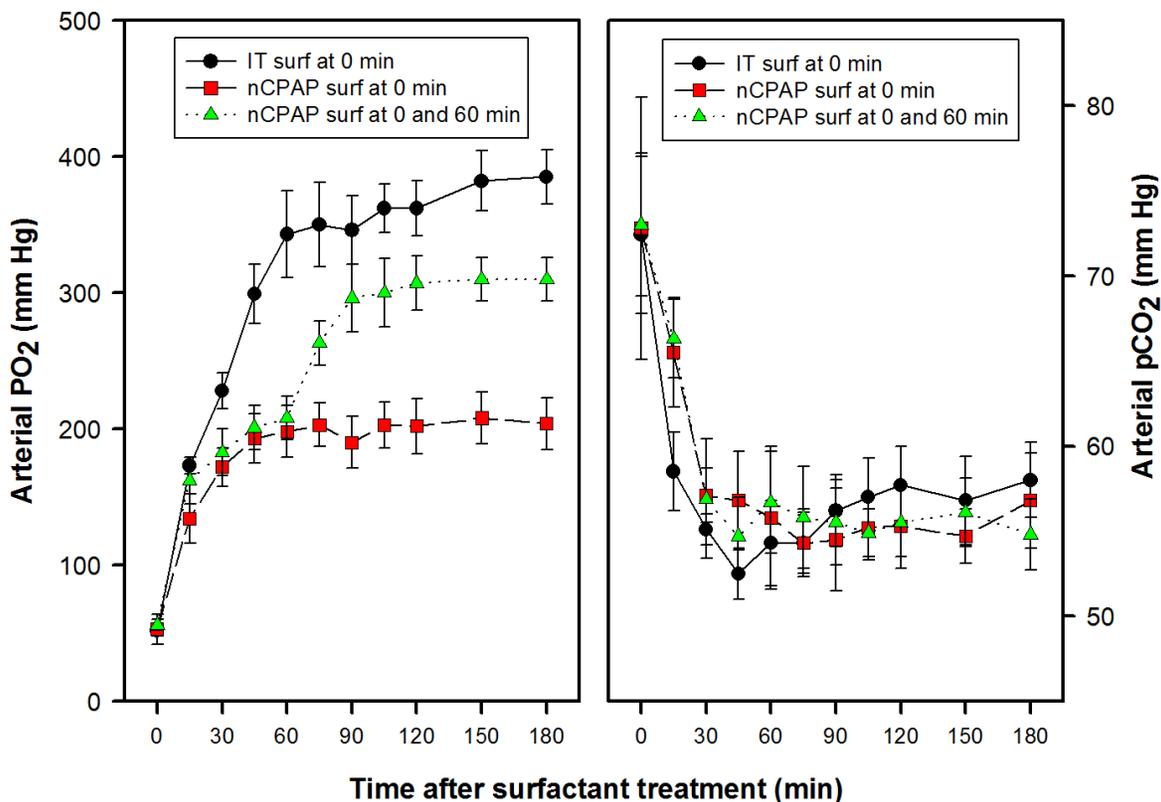 500
400
300
200
100
0
Arterial PO2 (mm Hg)
IT surf at 0 min
nCPAP surf at 0 min
nCPAP surf at 0 and 60 min
0 30 60 90 120 150 180
IT surf at 0 min
nCPAP surf at 0 min
nCPAP surf at 0 and 60 min
0 30 60 90 120 150 180
80
70
60
50
Arterial pCO2 (mm Hg)
Time after surfactant treatment (min)